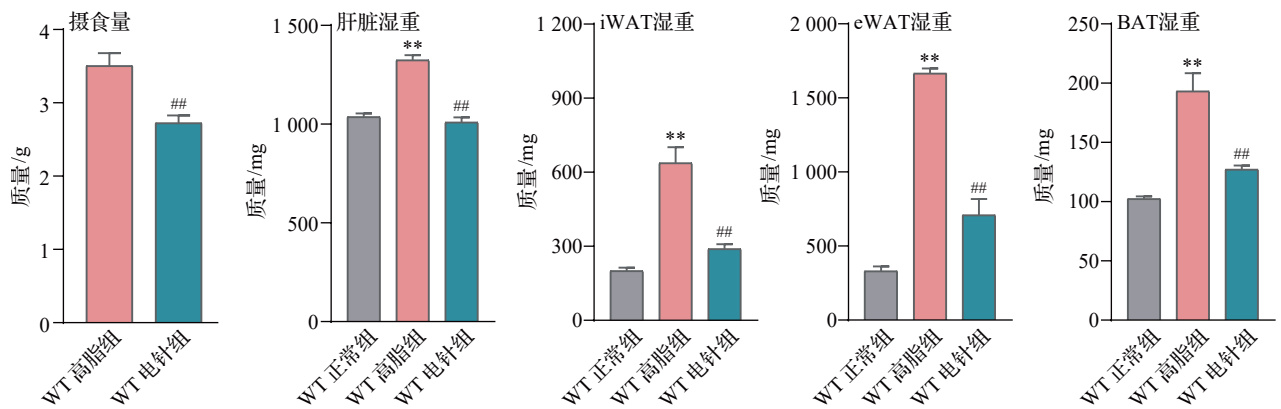 摄食量
4
3
2
1
0
质量/g
##
WT 高脂组
WT 电针组
肝脏湿重
1 500
1 000
500
0
质量/mg
**
##
WT 正常组
WT 高脂组
WT 电针组
iWAT湿重
1 200
900
600
300
0
质量/mg
**
##
WT 正常组
WT 高脂组
WT 电针组
eWAT湿重
2 000
1 500
1 000
500
0
质量/mg
**
##
WT 正常组
WT 高脂组
WT 电针组
BAT湿重
250
200
150
100
50
0
质量/mg
**
##
WT 正常组
WT 高脂组
WT 电针组